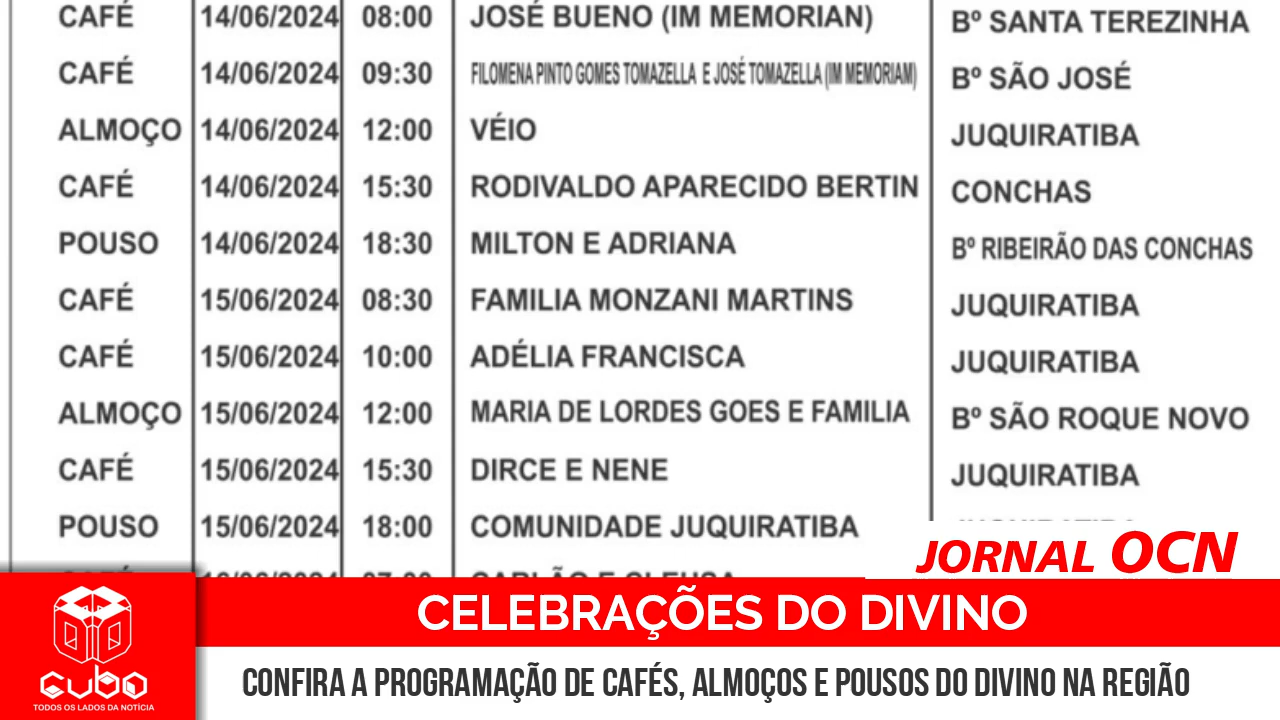 CAFÉ 14/06/2024 08:00 JOSÉ BUENO (IM MEMORIAN) Bº SANTA TEREZINHA
CAFÉ 14/06/2024 09:30 FILOMENA PINTO GOMES TOMAZELLA E JOSÉ TOMAZELLA (IM MEMORIAM) Bº SÃO JOSÉ
ALMOÇO 14/06/2024 12:00 VÉIO JUQUIRATIBA
CAFÉ 14/06/2024 15:30 RODIVALDO APARECIDO BERTIN CONCHAS
POUSO 14/06/2024 18:30 MILTON E ADRIANA Bº RIBEIRÃO DAS CONCHAS
CAFÉ 15/06/2024 08:30 FAMILIA MONZANI MARTINS JUQUIRATIBA
CAFÉ 15/06/2024 10:00 ADÉLIA FRANCISCA JUQUIRATIBA
ALMOÇO 15/06/2024 12:00 MARIA DE LORDES GOES E FAMILIA Bº SÃO ROQUE NOVO
CAFÉ 15/06/2024 15:30 DIRCE E NENE JUQUIRATIBA
POUSO 15/06/2024 18:00 COMUNIDADE JUQUIRATIBA
JORNAL OCN
CELEBRAÇÕES DO DIVINO
CONFIRA A PROGRAMAÇÃO DE CAFÉS, ALMOÇOS E POUSOS DO DIVINO NA REGIÃO
cubo
TODOS OS LADOS DA NOTÍCIA